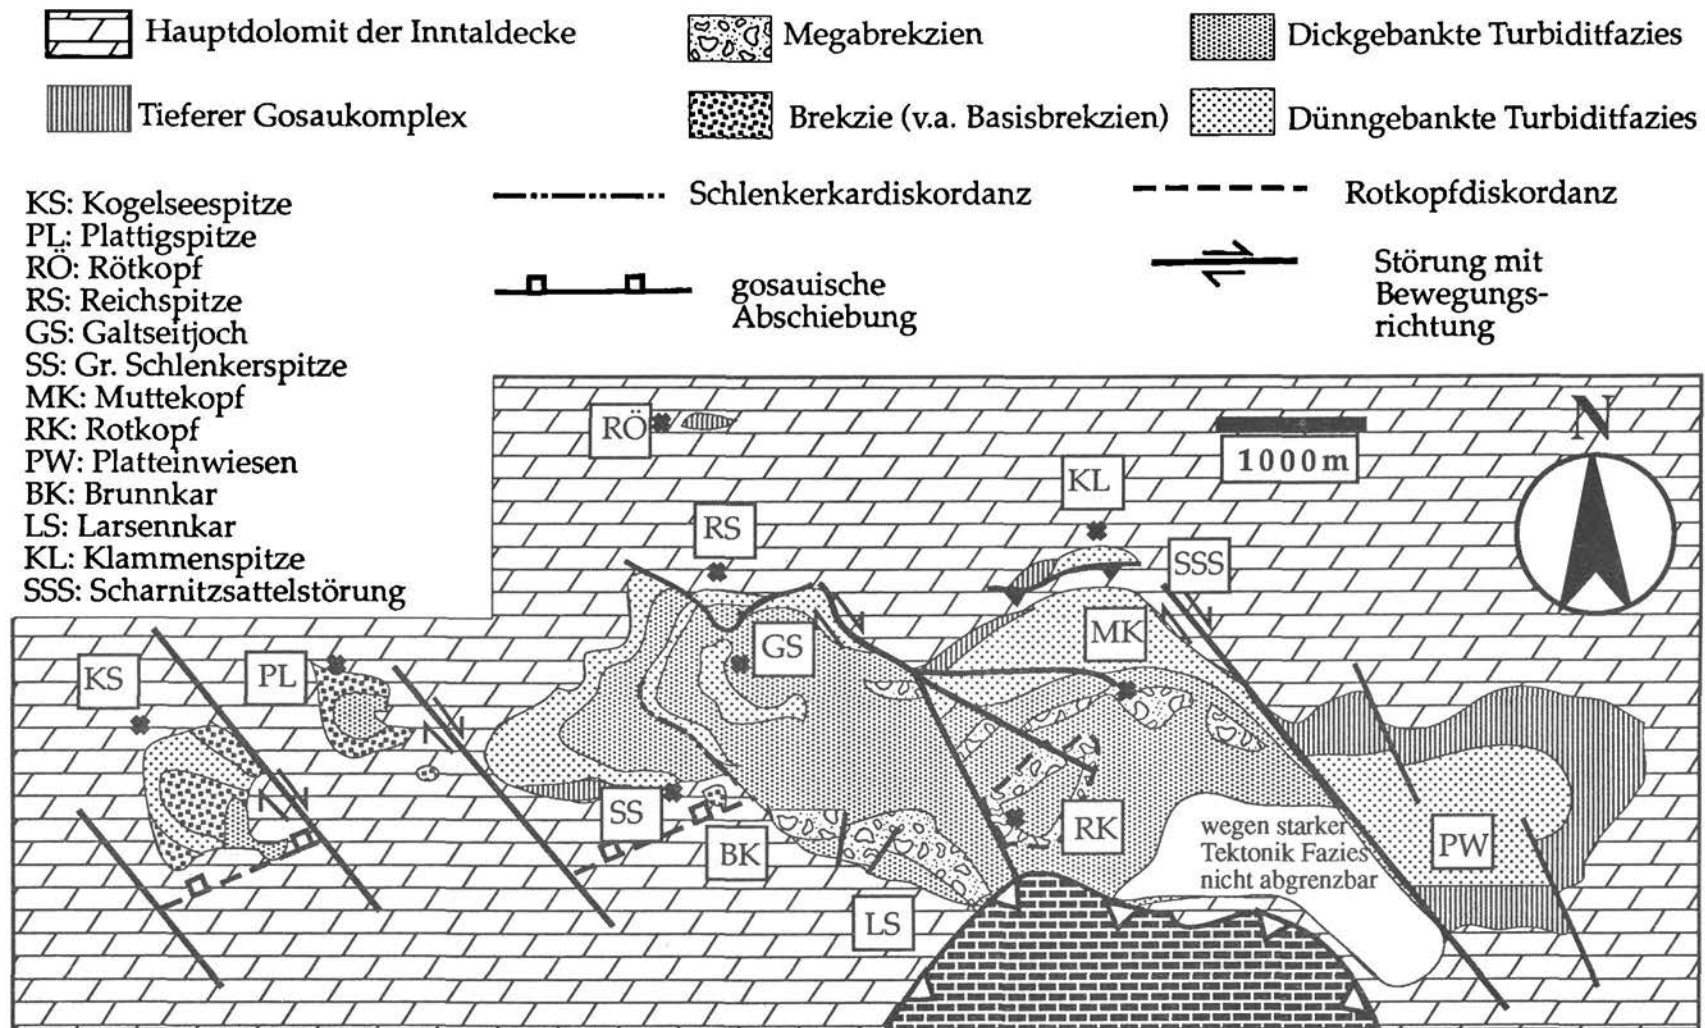 Hauptdolomit der Inntaldecke
Megabrekzien
Dickgebankte Turbiditfazies
Tieferer Gosaukomplex
Brekzie (v.a. Basisbrekzien)
Dünngebankte Turbiditfazies
KS: Kogelseespitze
PL: Plattigspitze
RÖ: Rötkopf
RS: Reichspitze
GS: Galtseitjoch
SS: Gr. Schlenkerspitze
MK: Muttekopf
RK: Rotkopf
PW: Platteinwiesen
BK: Brunnkar
LS: Larsennkar
KL: Klammenspitze
SSS: Scharnitzsattelstörung
Schlenkerkardiskordanz
Rotkopfdiskordanz
gosauische
Abschiebung
Störung mit
Bewegungs-
richtung
RÖ
1000m
N
KL
RS
SSS
MK
GS
KS
PL
SS
BK
RK
PW
wegen starker
Tektonik Fazies
nicht abgrenzbar
LS